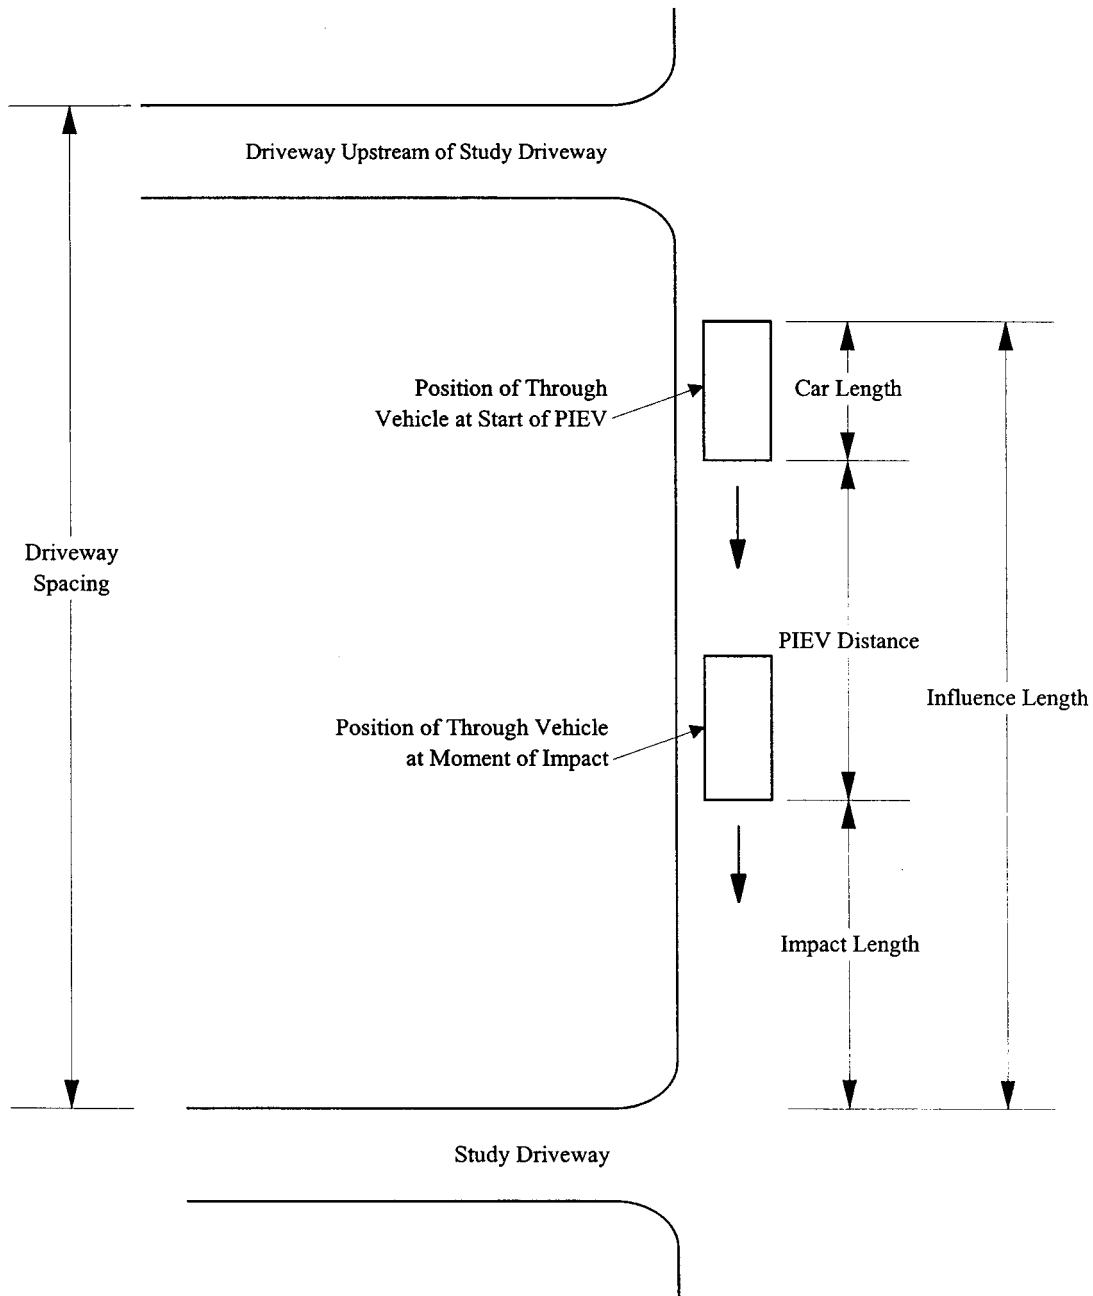 Driveway Upstream of Study Driveway
Position of Through
Vehicle at Start of PIEV
Car Length
Driveway
Spacing
PIEV Distance
Influence Length
Position of Through Vehicle
at Moment of Impact
Impact Length
Study Driveway